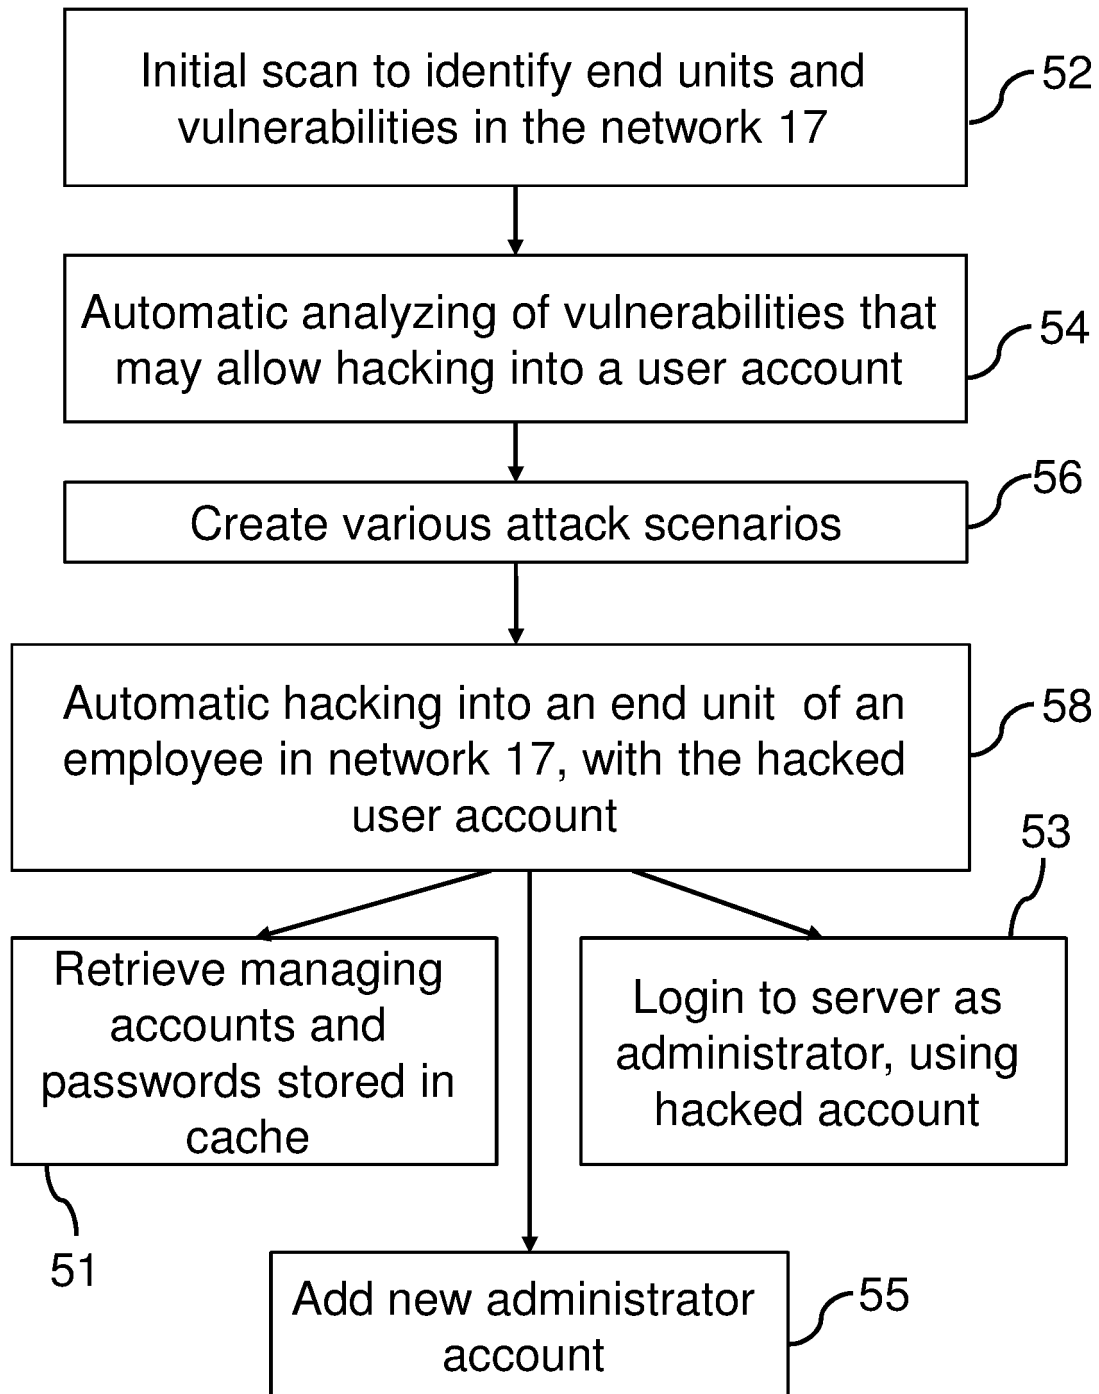 Initial scan to identify end units and
vulnerabilities in the network 17
52
Automatic analyzing of vulnerabilities that
may allow hacking into a user account
54
56
Create various attack scenarios
Automatic hacking into an end unit of an
employee in network 17, with the hacked
user account
58
53
Retrieve managing
accounts and
passwords stored in
cache
Login to server as
administrator, using
hacked account
51
Add new administrator
account
55